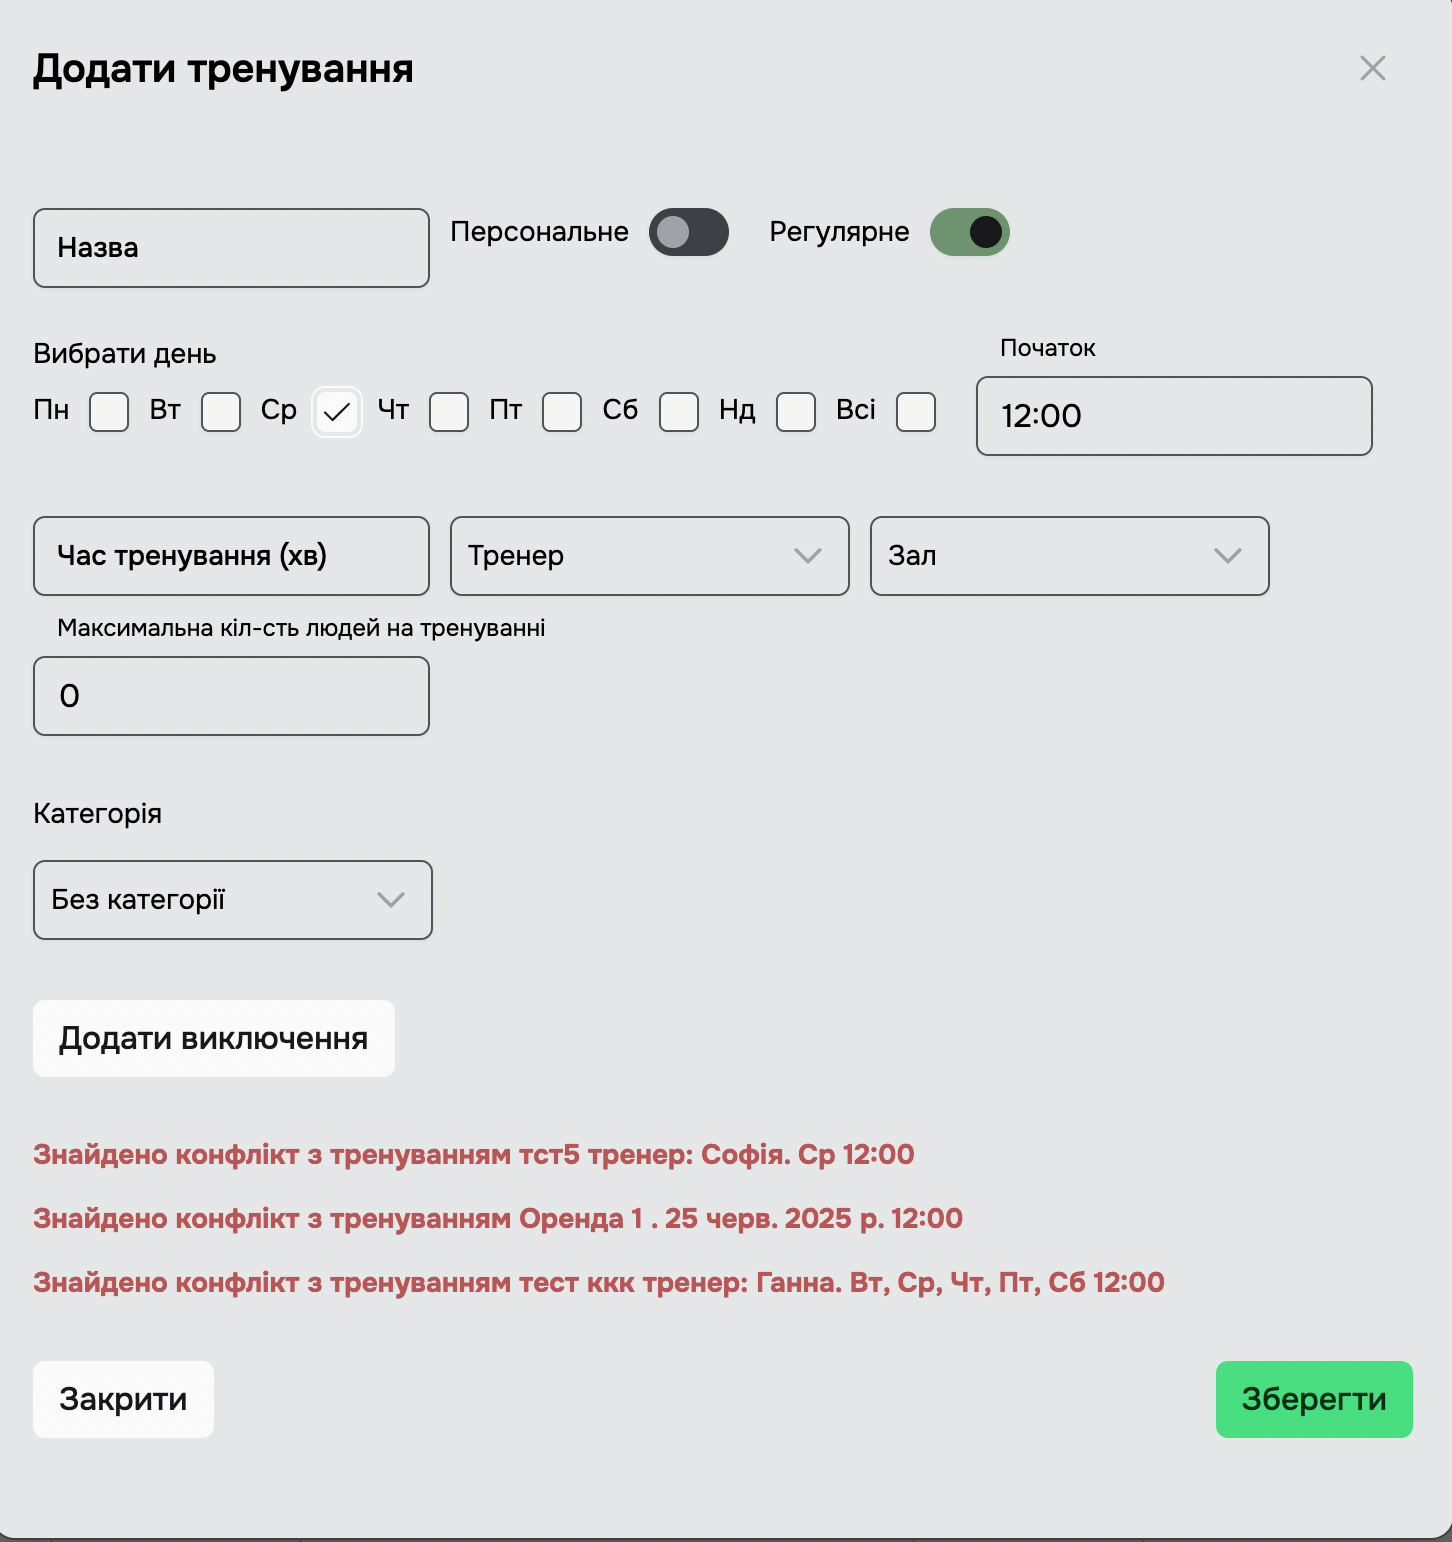 Додати тренування
Назва
Персональне
Регулярне
Вибрати день
Початок
Пн Вт Ср Чт Пт Сб Нд Всі
12:00
Час тренування (хв)
Тренер
Зал
Максимальна кіл-сть людей на тренуванні
0
Категорія
Без категорії
Додати виключення
Знайдено конфлікт з тренуванням тст5 тренер: Софія. Ср 12:00
Знайдено конфлікт з тренуванням Оренда 1 . 25 черв. 2025 р. 12:00
Знайдено конфлікт з тренуванням тест ккк тренер: Ганна. Вт, Ср, Чт, Пт, Сб 12:00
Закрити
Зберегти